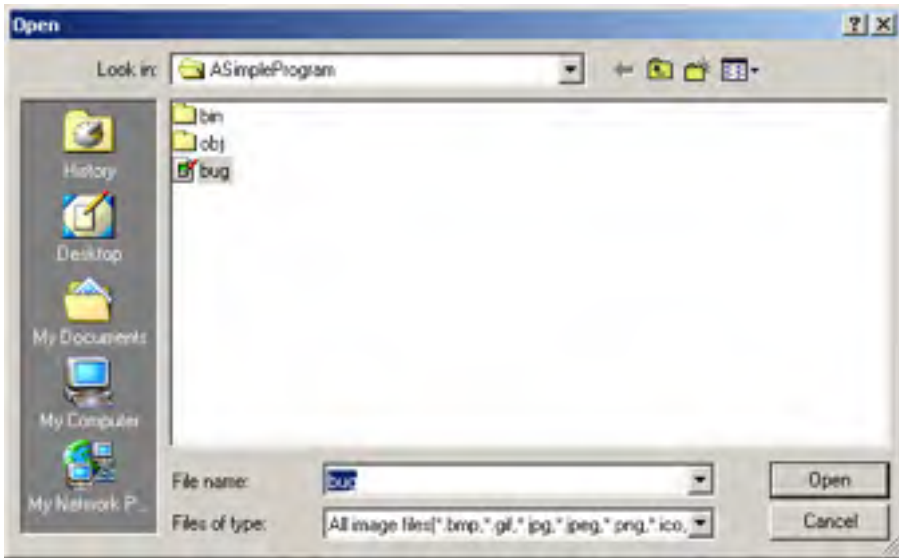 Open
Look in: ASimpleProgram
bin
obj
bug
History
Desktop
My Documents
My Computer
My Network P...
File name: bug
Open
Files of type: All image files(*.bmp,*.gif,*.jpg,*.jpeg,*.png,*.ico,
Cancel